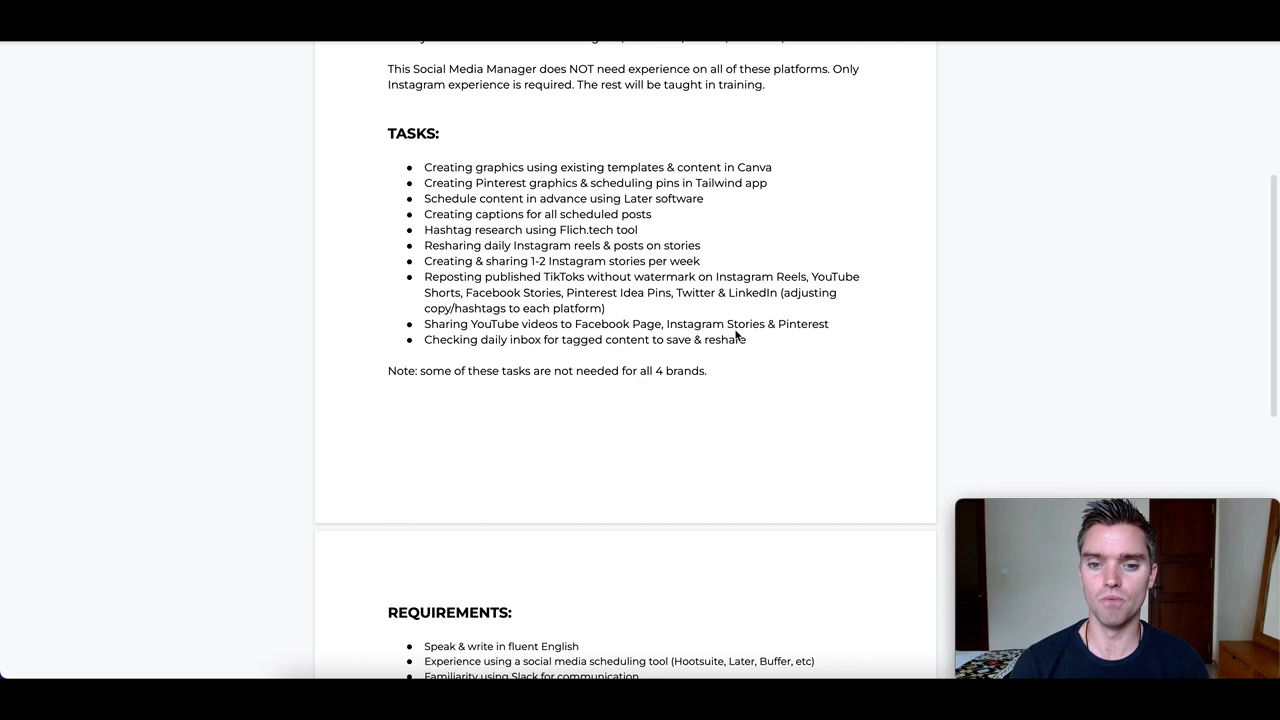 This Social Media Manager does NOT need experience on all of these platforms. Only
Instagram experience is required. The rest will be taught in training.
TASKS:
● Creating graphics using existing templates & content in Canva
● Creating Pinterest graphics & scheduling pins in Tailwind app
● Schedule content in advance using Later software
● Creating captions for all scheduled posts
● Hashtag research using Flich.tech tool
● Resharing daily Instagram reels & posts on stories
● Creating & sharing 1-2 Instagram stories per week
● Reposting published TikToks without watermark on Instagram Reels, YouTube
Shorts, Facebook Stories, Pinterest Idea Pins, Twitter & LinkedIn (adjusting
copy/hashtags to each platform)
● Sharing YouTube videos to Facebook Page, Instagram Stories & Pinterest
● Checking daily inbox for tagged content to save & reshare
Note: some of these tasks are not needed for all 4 brands.
REQUIREMENTS:
● Speak & write in fluent English
● Experience using a social media scheduling tool (Hootsuite, Later, Buffer, etc)
● Familiarity using Slack for communication